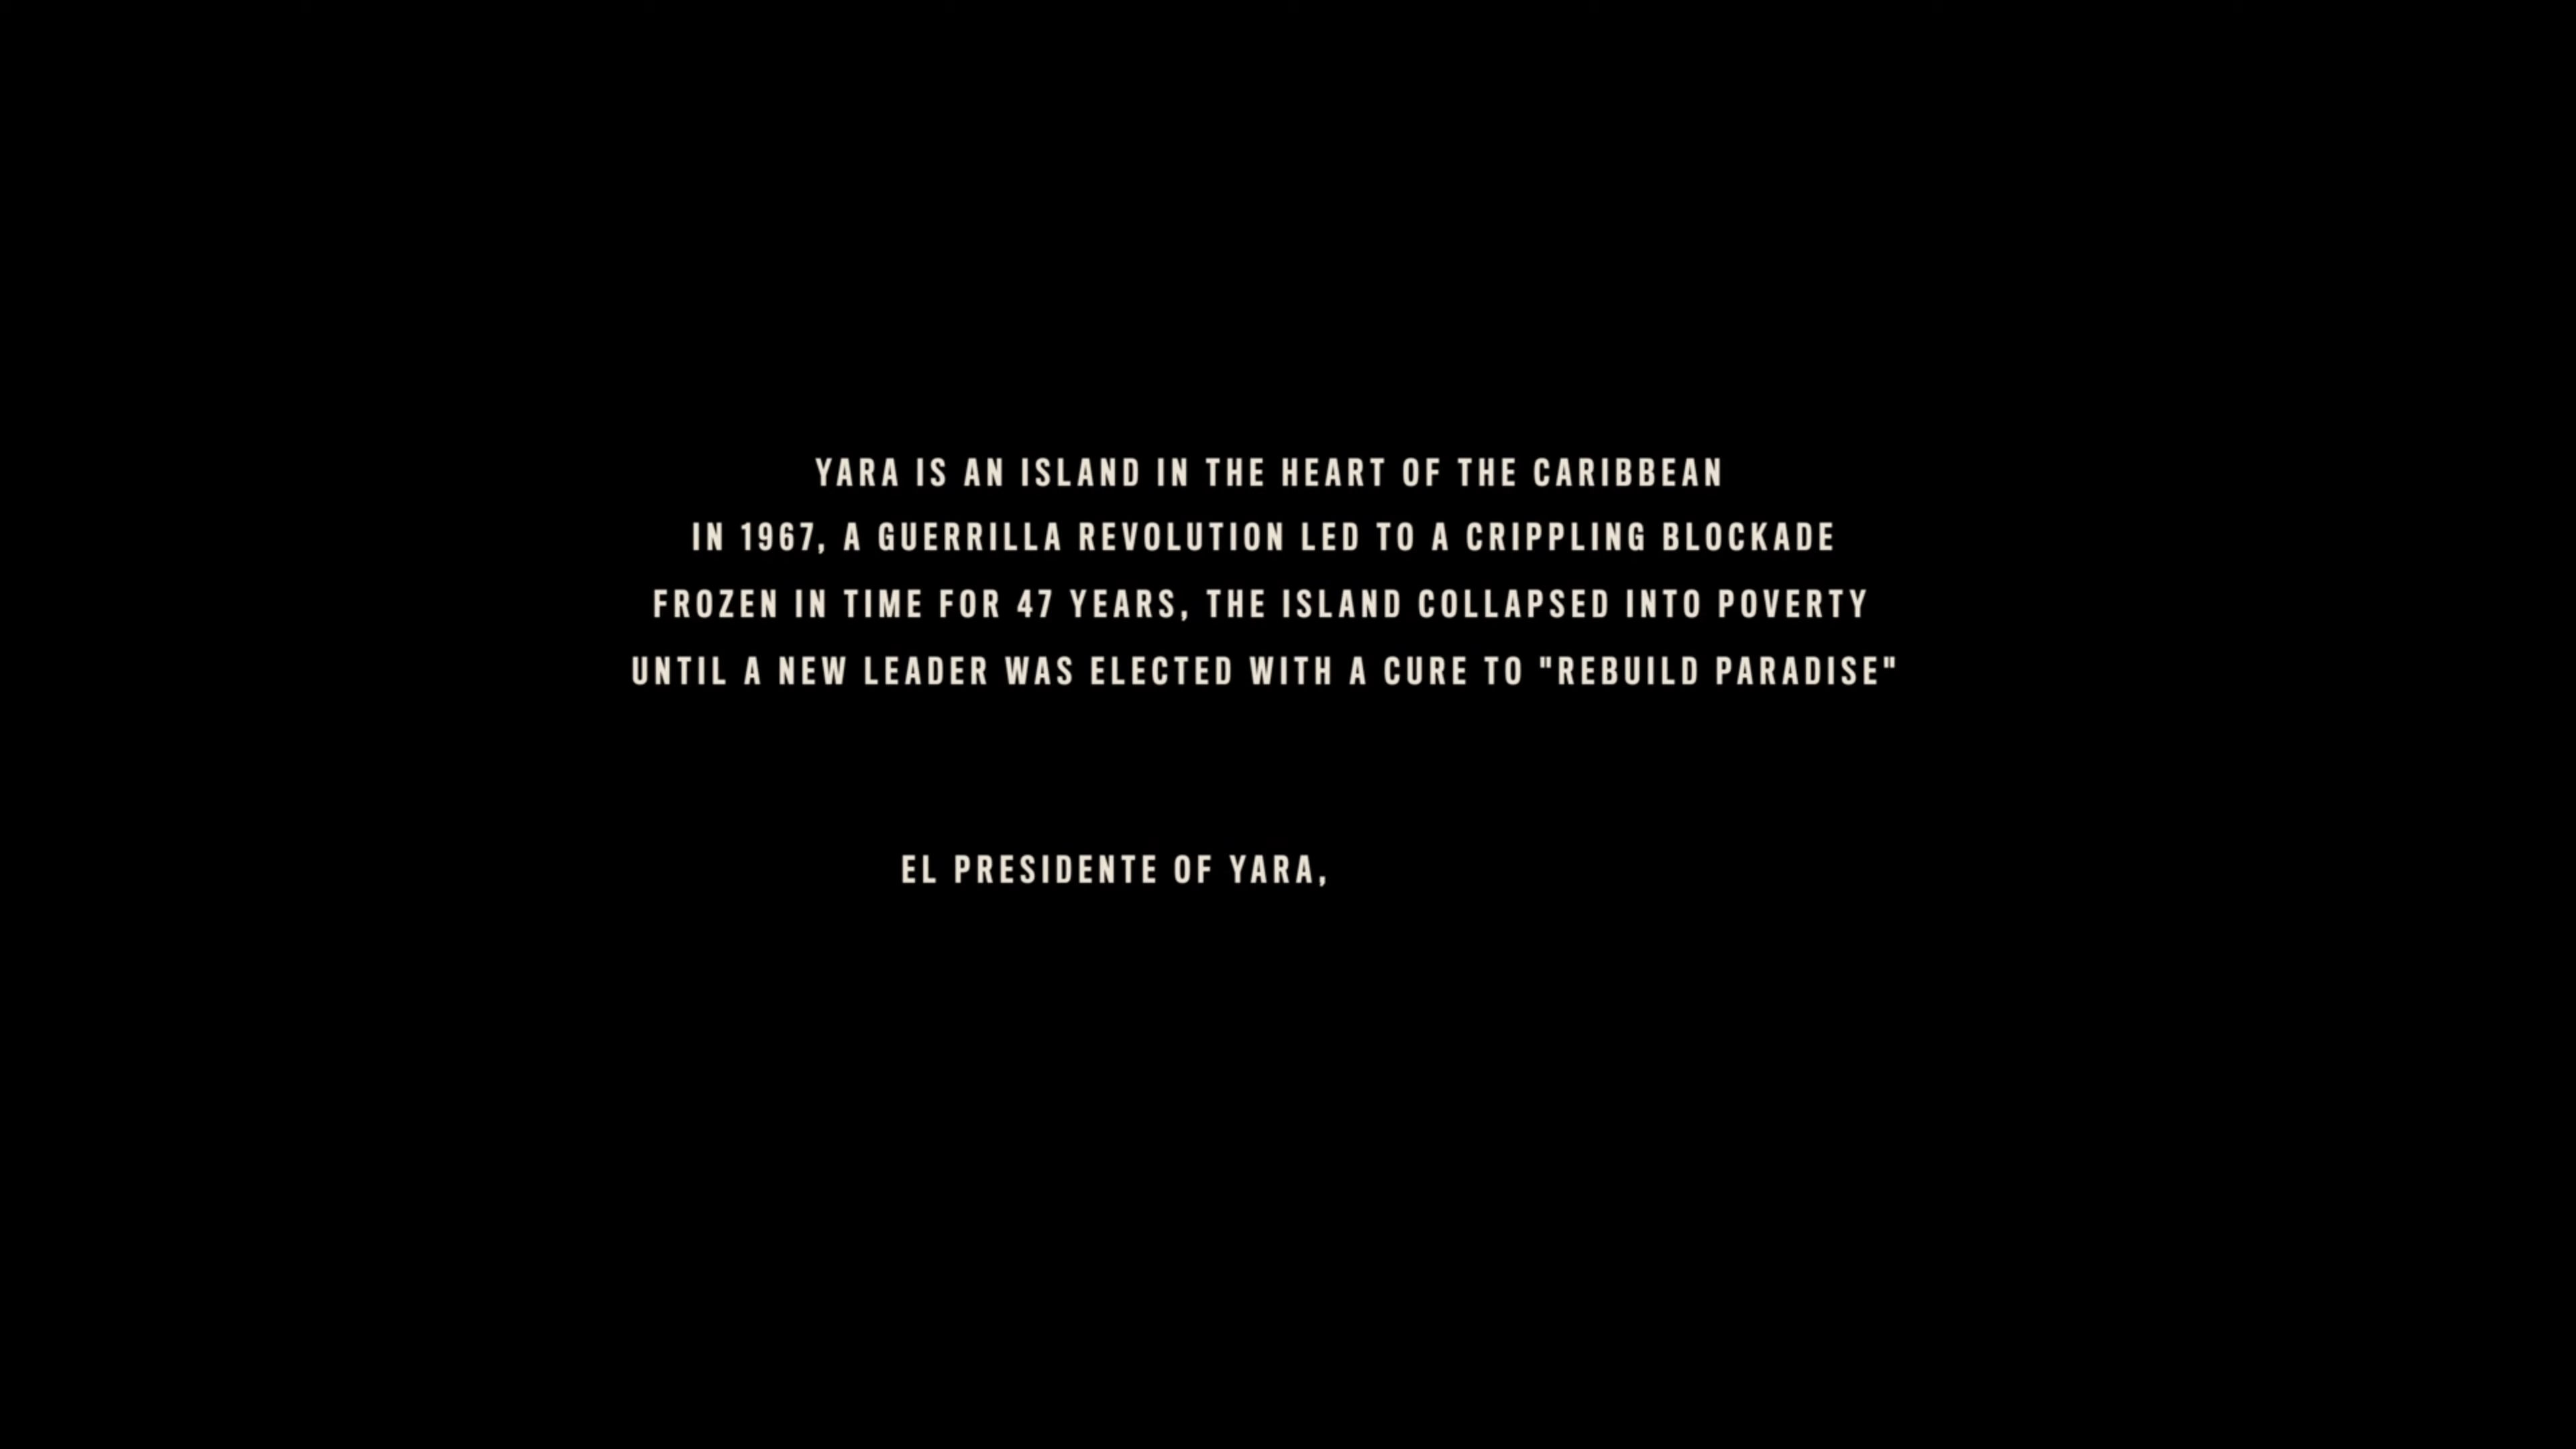 YARA IS AN ISLAND IN THE HEART OF THE CARIBBEAN
IN 1967, A GUERRILLA REVOLUTION LED TO A CRIPPLING BLOCKADE
FROZEN IN TIME FOR 47 YEARS, THE ISLAND COLLAPSED INTO POVERTY
UNTIL A NEW LEADER WAS ELECTED WITH A CURE TO "REBUILD PARADISE"
EL PRESIDENTE OF YARA,